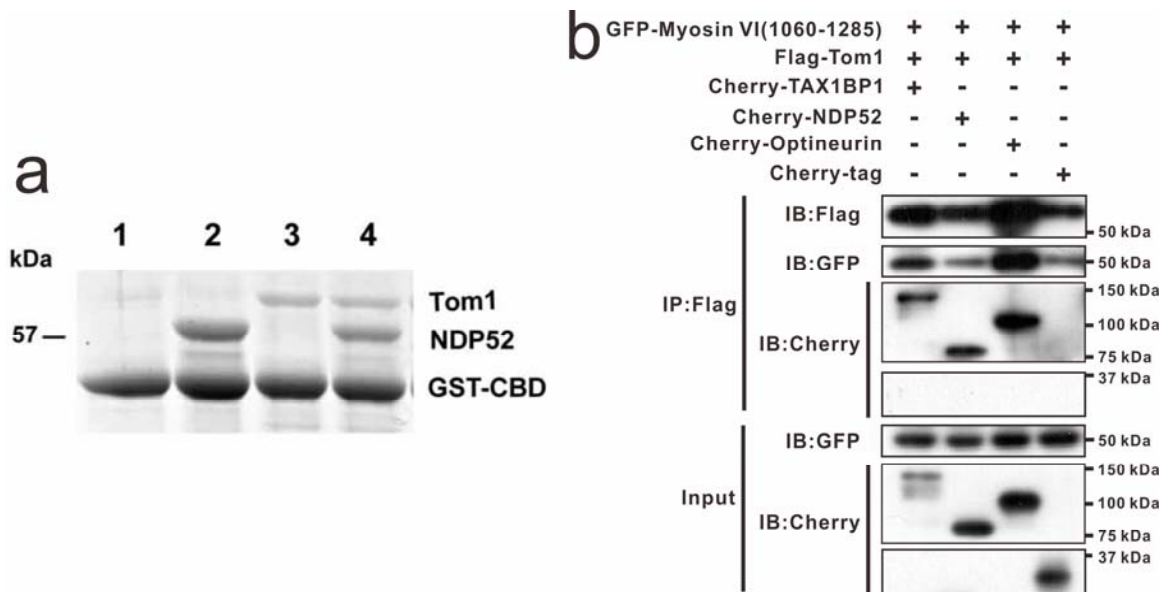 a
1 2 3 4
kDa
57
Tom1
NDP52
GST-CBD
b
GFP-Myosin VI(1060-1285) + + + +
Flag-Tom1 + + + +
Cherry-TAX1BP1 + - - -
Cherry-NDP52 - + - -
Cherry-Optineurin - - + -
Cherry-tag - - - +
IP:Flag
IB:Flag
50 kDa
IB:GFP
50 kDa
IB:Cherry
150 kDa
100 kDa
75 kDa
37 kDa
Input
IB:GFP
50 kDa
IB:Cherry
150 kDa
100 kDa
75 kDa
37 kDa